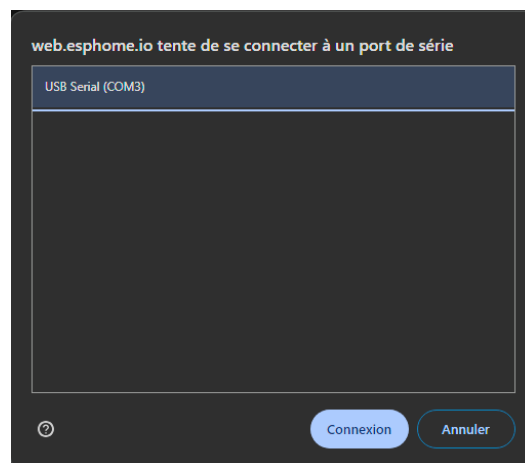 web.esphome.io tente de se connecter à un port de série
USB Serial (COM3)
Connexion
Annuler